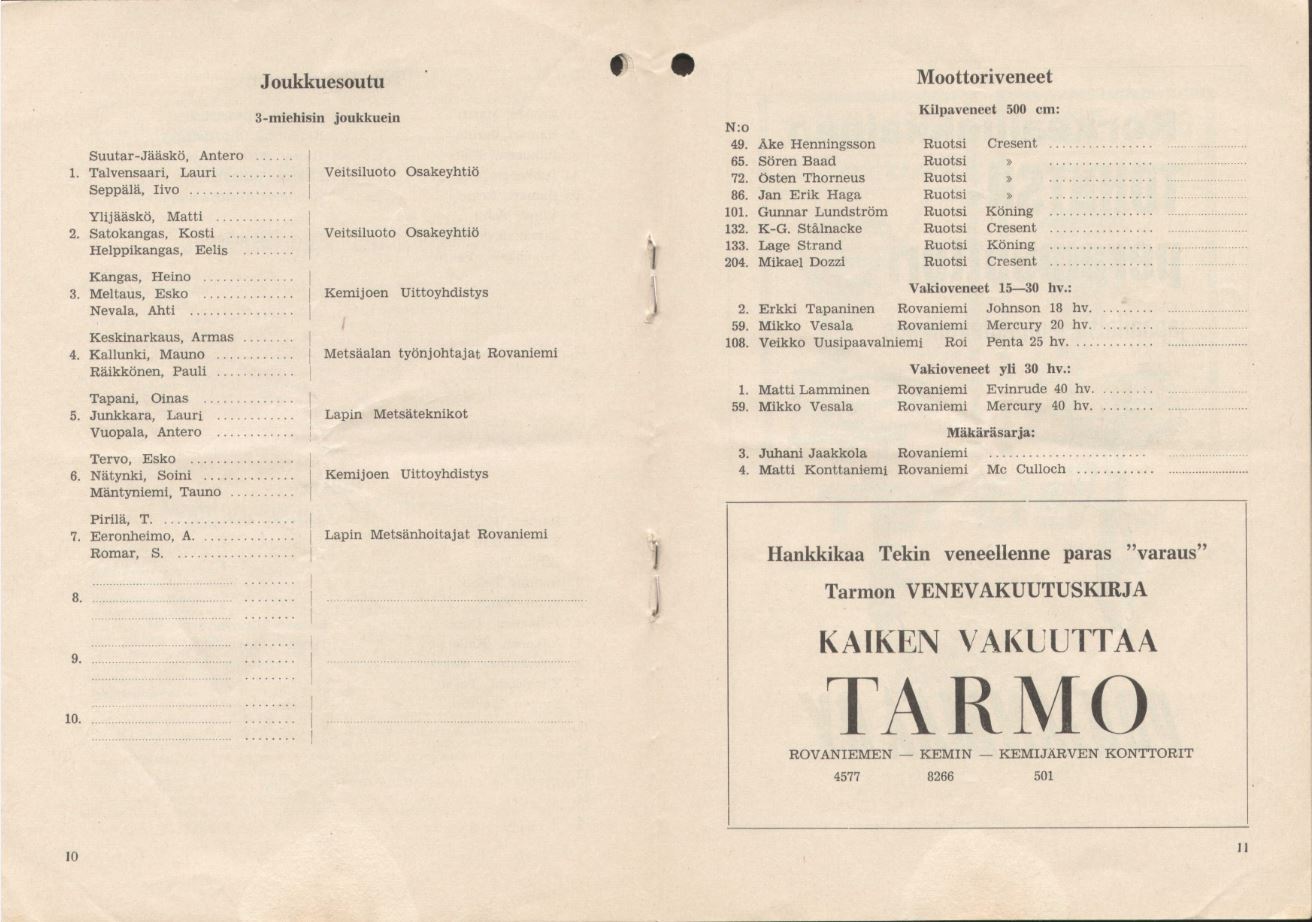 Joukkuesoutu
3-miehisin joukkuein
Suutar-Jääskö, Antero ......
1. Talvensaari, Lauri .......... Veitsiluoto Osakeyhtiö
Seppälä, Iivo ................
Ylijääskö, Matti ............
2. Satokangas, Kosti .......... Veitsiluoto Osakeyhtiö
Helppikangas, Eelis ........
Kangas, Heino ..............
3. Meltaus, Esko .............. Kemijoen Uittoyhdistys
Nevala, Ahti ................
Keskinarkaus, Armas ........
4. Kallunki, Mauno ............ Metsäalan työnjohtajat Rovaniemi
Räikkönen, Pauli ............
Tapani, Oinas ..............
5. Junkkara, Lauri ............ Lapin Metsäteknikot
Vuopala, Antero ............
Tervo, Esko ................
6. Nätynki, Soini .............. Kemijoen Uittoyhdistys
Mäntyniemi, Tauno ..........
Pirilä, T. ....................
7. Eeronheimo, A. .............. Lapin Metsänhoitajat Rovaniemi
Romar, S. ..................
8.
9.
10.
10
Moottoriveneet
Kilpaveneet 500 cm:
N:o
49. Åke Henningsson Ruotsi Cresent ................
65. Sören Baad Ruotsi » ................
72. Östen Thorneus Ruotsi » ................
86. Jan Erik Haga Ruotsi » ................
101. Gunnar Lundström Ruotsi Köning ................
132. K-G. Stålnacke Ruotsi Cresent ................
133. Lage Strand Ruotsi Köning ................
204. Mikael Dozzi Ruotsi Cresent ................
Vakioveneet 15—30 hv.:
2. Erkki Tapaninen Rovaniemi Johnson 18 hv. ........
59. Mikko Vesala Rovaniemi Mercury 20 hv. ........
108. Veikko Uusipaavalniemi Roi Penta 25 hv. ............
Vakioveneet yli 30 hv.:
1. Matti Lamminen Rovaniemi Evinrude 40 hv. ........
59. Mikko Vesala Rovaniemi Mercury 40 hv. ........
Mäkäräsarja:
3. Juhani Jaakkola Rovaniemi ........................
4. Matti Konttaniemi Rovaniemi Mc Culloch ............
Hankkikaa Tekin veneellenne paras ”varaus”
Tarmon VENEVAKUUTUSKIRJA
KAIKEN VAKUUTTAA
TARMO
ROVANIEMEN — KEMIN — KEMIJÄRVEN KONTTORIT
4577 8266 501
11